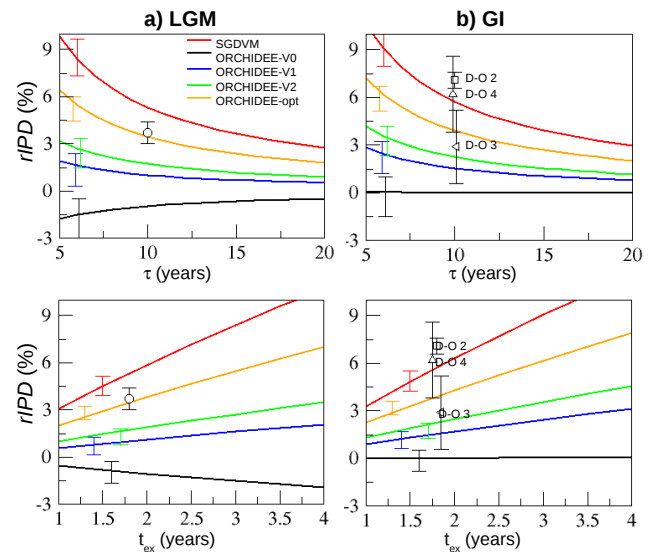 a) LGM
b) GI
9
6
3
0
-3
rIPD (%)
SGDVM
ORCHIDEE-V0
ORCHIDEE-V1
ORCHIDEE-V2
ORCHIDEE-opt
5 10 15 20
τ (years)
9
6
3
0
-3
D-O 2
D-O 4
D-O 3
5 10 15 20
τ (years)
9
6
3
0
-3
rIPD (%)
1 1.5 2 2.5 3 3.5 4
t_ex (years)
9
6
3
0
-3
D-O 2
D-O 4
D-O 3
1 1.5 2 2.5 3 3.5 4
t_ex (years)